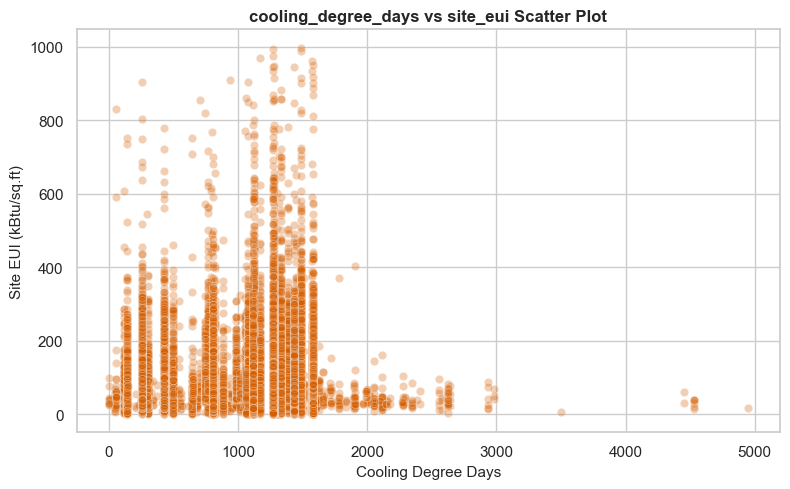 cooling_degree_days vs site_eui Scatter Plot
1000
800
600
400
200
0
Site EUI (kBtu/sq.ft)
0 1000 2000 3000 4000 5000
Cooling Degree Days